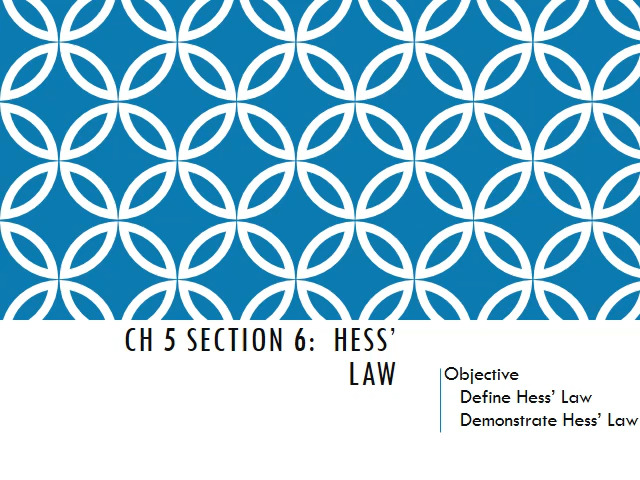 CH 5 SECTION 6: HESS’
LAW
Objective
Define Hess’ Law
Demonstrate Hess’ Law